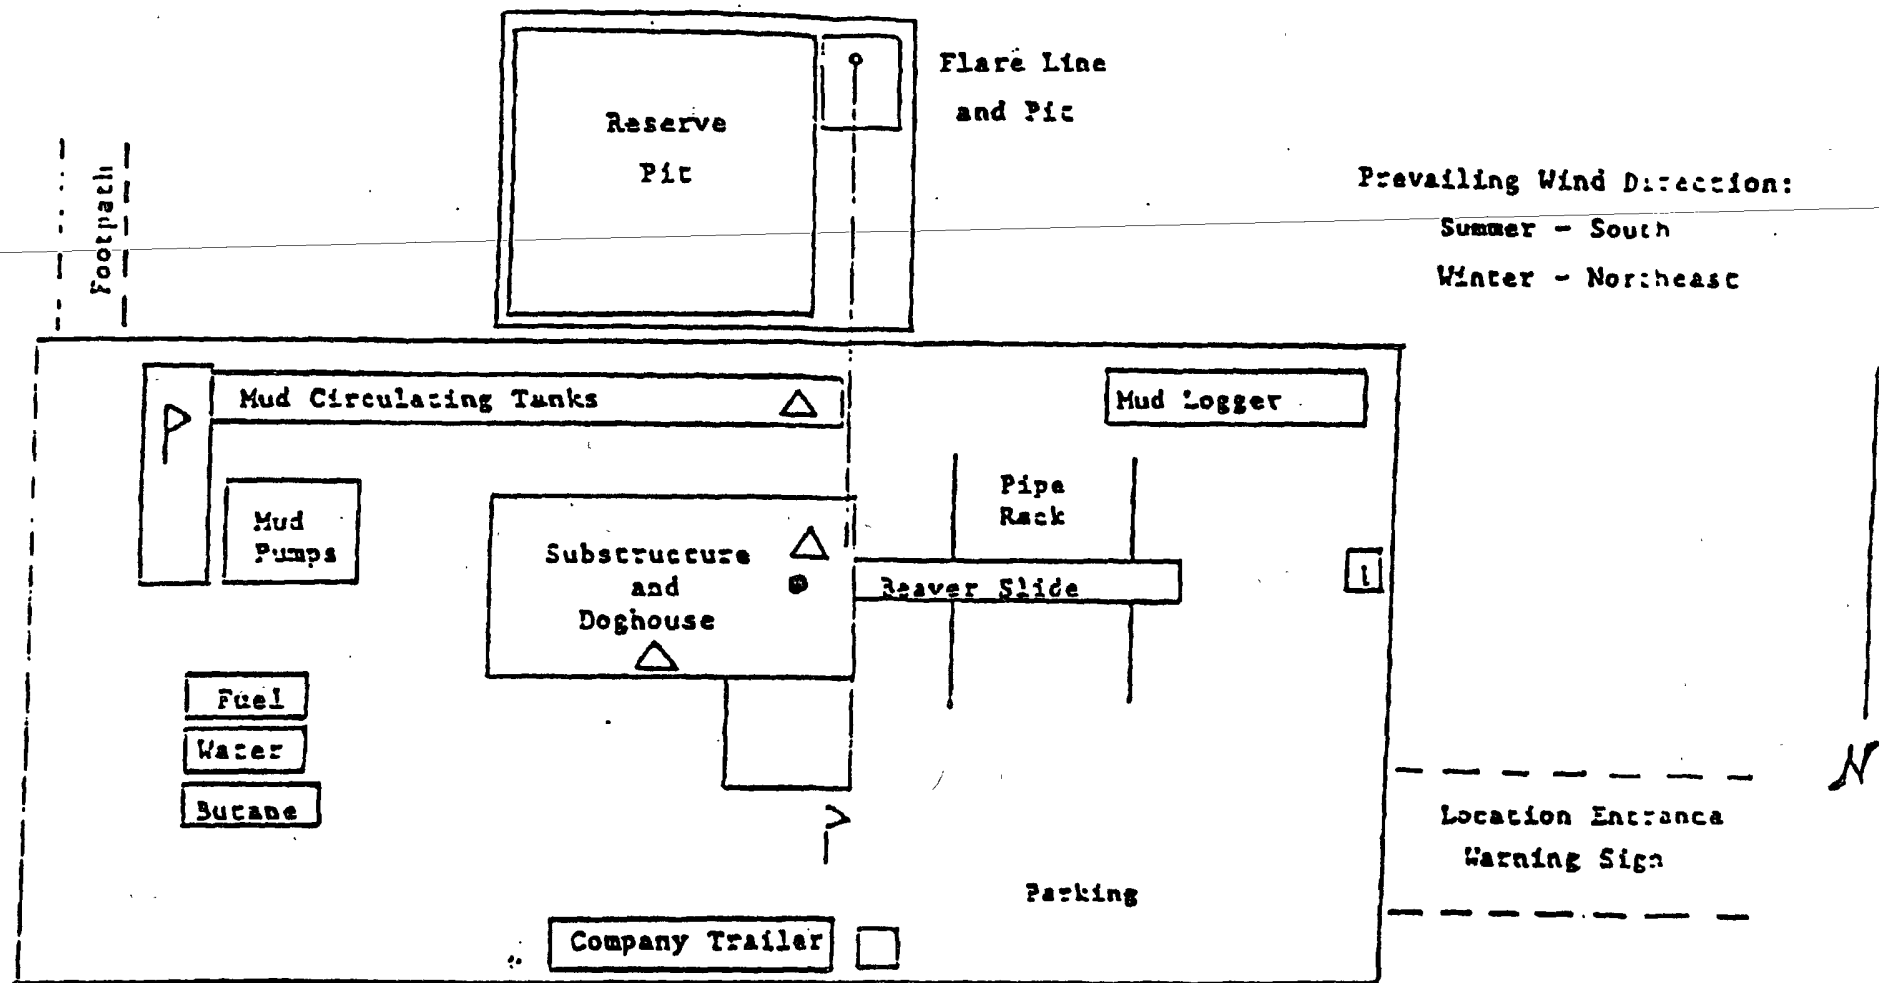 Flare Line
and Pit
Reserve
Pit
Footpath
Prevailing Wind Direction:
Summer - South
Winter - Northeast
Mud Circulating Tanks
Mud Logger
Pipe
Rack
Mud
Pumps
Substructure
and
Doghouse
Beaver Slide
1
Fuel
Water
Butane
N
Location Entrance
Warning Sign
Parking
Company Trailer